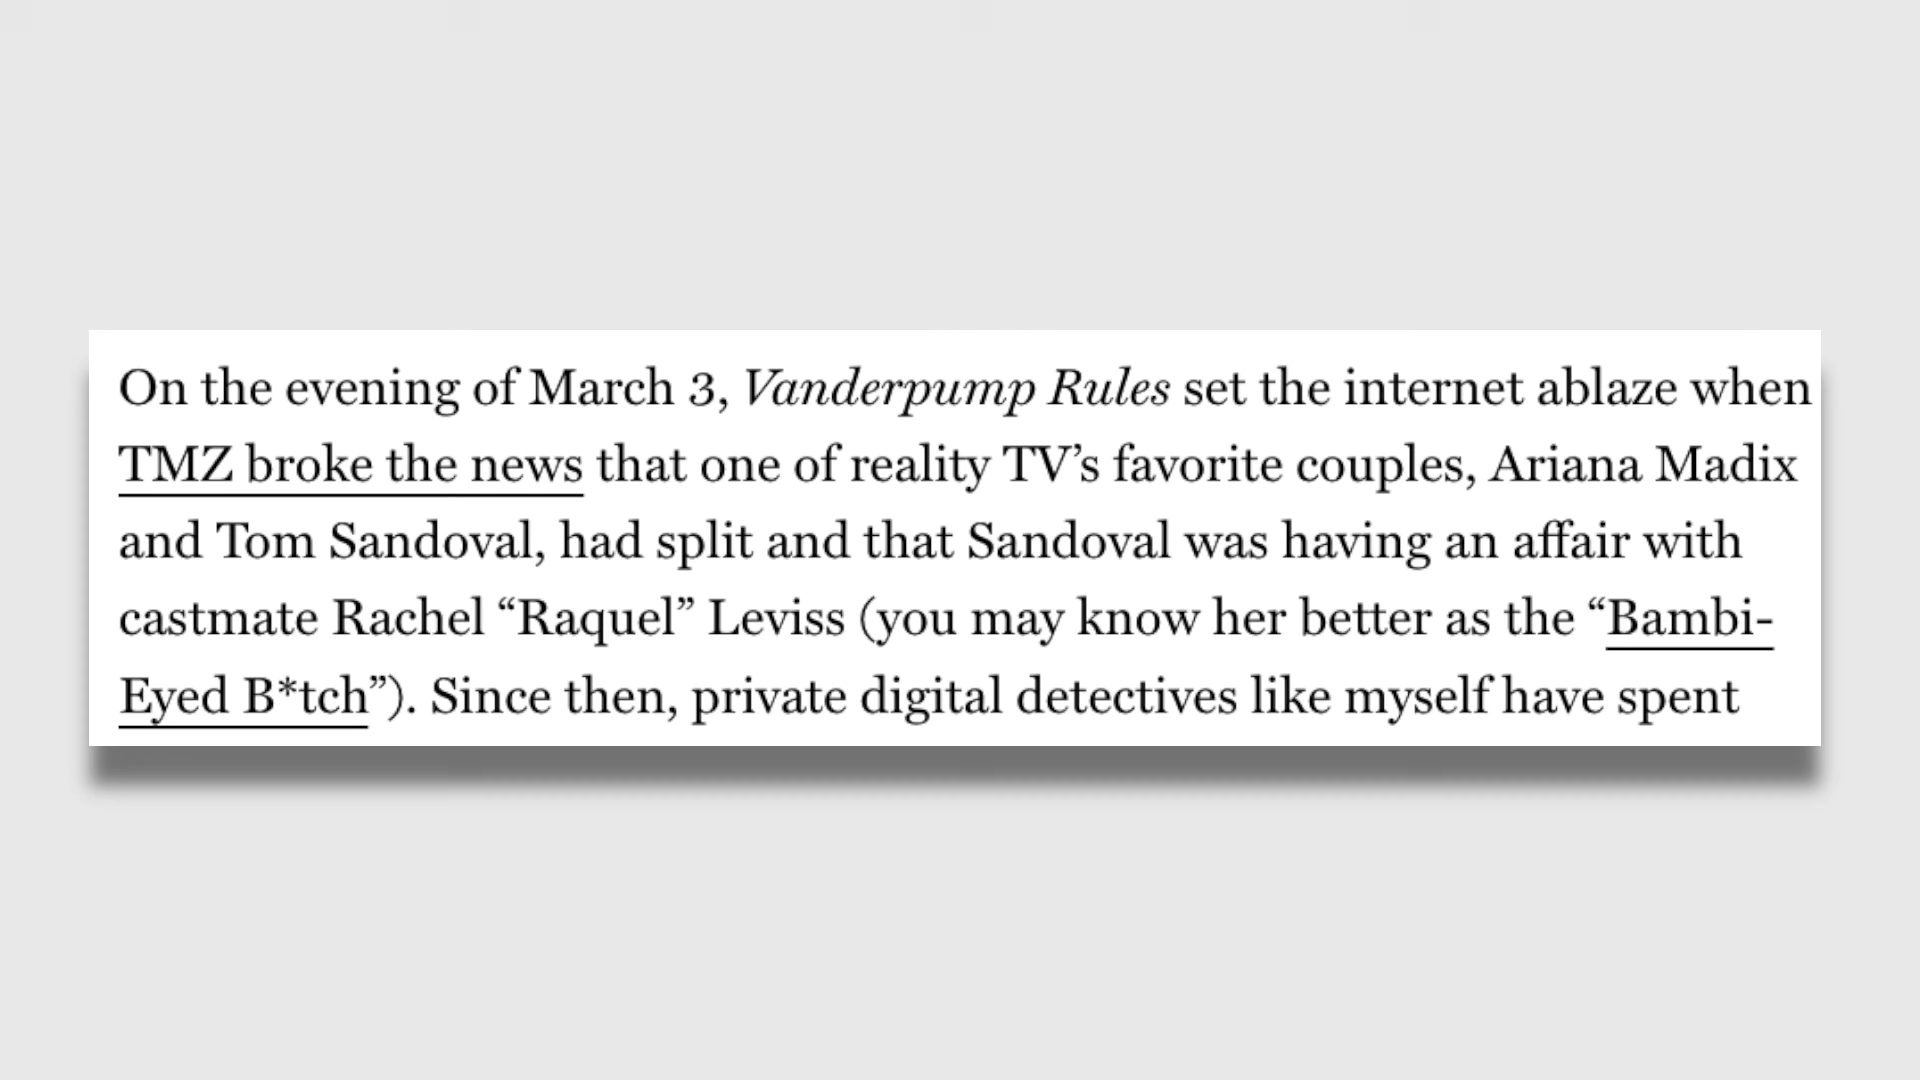 On the evening of March 3, Vanderpump Rules set the internet ablaze when
TMZ broke the news that one of reality TV’s favorite couples, Ariana Madix
and Tom Sandoval, had split and that Sandoval was having an affair with
castmate Rachel “Raquel” Leviss (you may know her better as the “Bambi-
Eyed B*tch”). Since then, private digital detectives like myself have spent